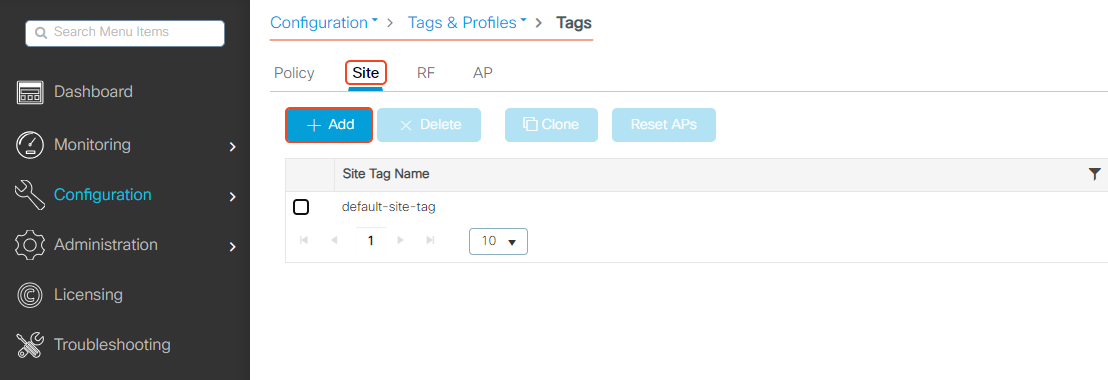 Search Menu Items
Dashboard
Monitoring
Configuration
Administration
Licensing
Troubleshooting
Configuration > Tags & Profiles > Tags
Policy Site RF AP
+ Add × Delete Clone Reset APs
Site Tag Name
default-site-tag
1 10